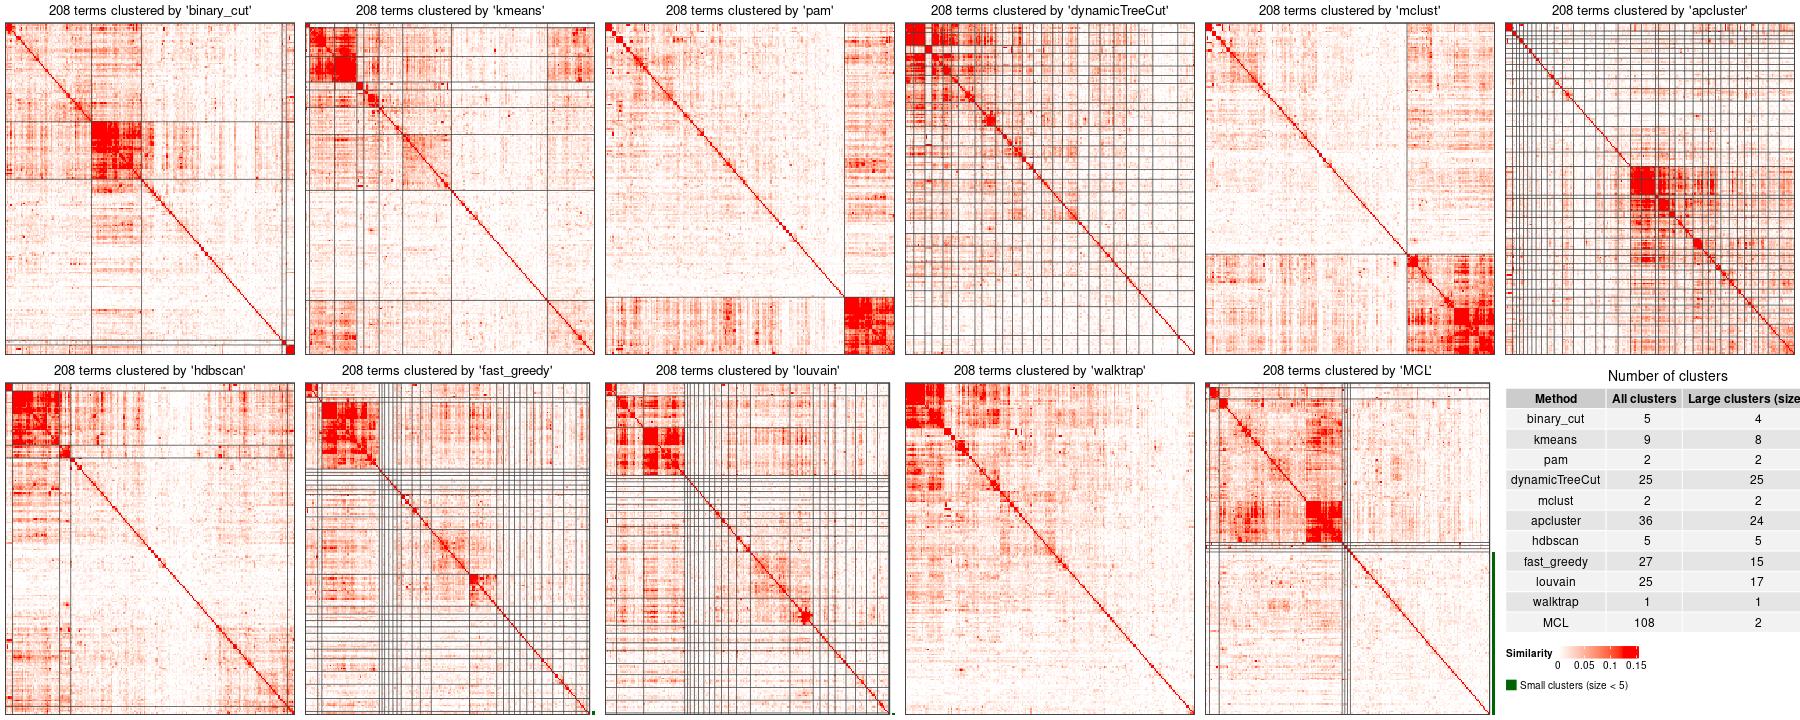 208 terms clustered by 'binary_cut'
208 terms clustered by 'kmeans'
208 terms clustered by 'pam'
208 terms clustered by 'dynamicTreeCut'
208 terms clustered by 'mclust'
208 terms clustered by 'apcluster'
208 terms clustered by 'hdbscan'
208 terms clustered by 'fast_greedy'
208 terms clustered by 'louvain'
208 terms clustered by 'walktrap'
208 terms clustered by 'MCL'
Number of clusters
Method All clusters Large clusters (size
binary_cut 5 4
kmeans 9 8
pam 2 2
dynamicTreeCut 25 25
mclust 2 2
apcluster 36 24
hdbscan 5 5
fast_greedy 27 15
louvain 25 17
walktrap 1 1
MCL 108 2
Similarity
0 0.05 0.1 0.15
Small clusters (size < 5)